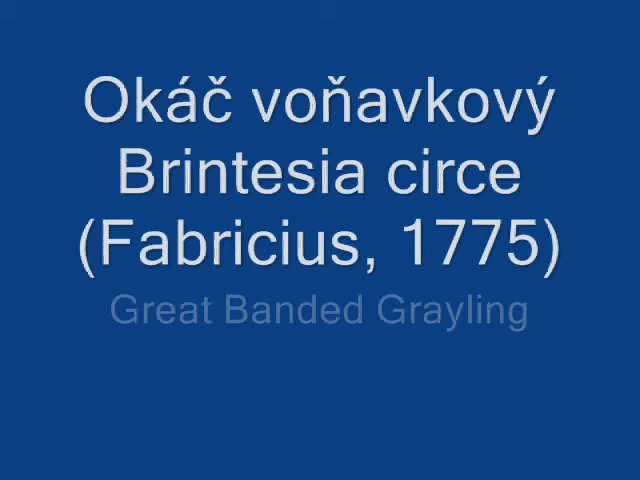 Okáč voňavkový
Brintesia circe
(Fabricius, 1775)
Great Banded Grayling